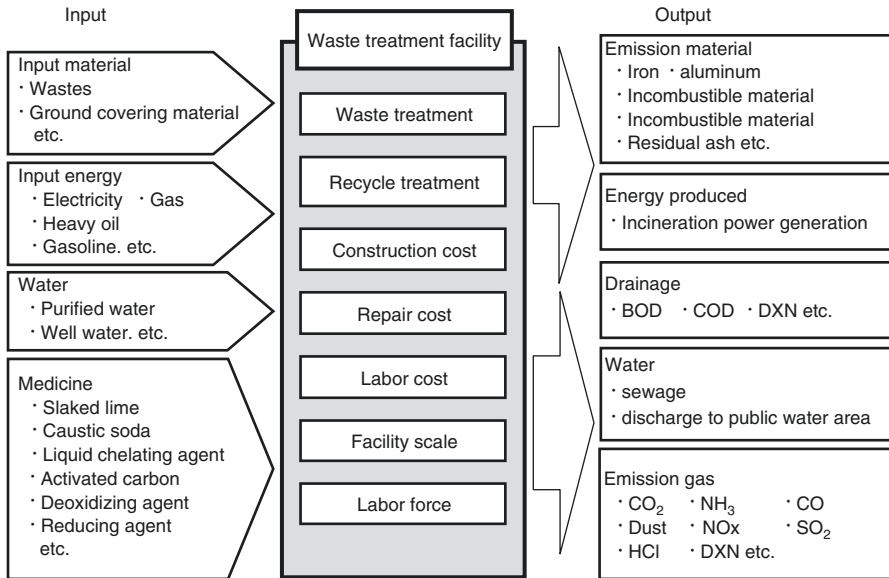 Input
Input material
· Wastes
· Ground covering material
etc.
Input energy
· Electricity · Gas
· Heavy oil
· Gasoline. etc.
Water
· Purified water
· Well water. etc.
Medicine
· Slaked lime
· Caustic soda
· Liquid chelating agent
· Activated carbon
· Deoxidizing agent
· Reducing agent
etc.
Waste treatment facility
Waste treatment
Recycle treatment
Construction cost
Repair cost
Labor cost
Facility scale
Labor force
Output
Emission material
· Iron · aluminum
· Incombustible material
· Incombustible material
· Residual ash etc.
Energy produced
· Incineration power generation
Drainage
· BOD · COD · DXN etc.
Water
· sewage
· discharge to public water area
Emission gas
· CO₂ · NH₃ · CO
· Dust · NOx · SO₂
· HCl · DXN etc.